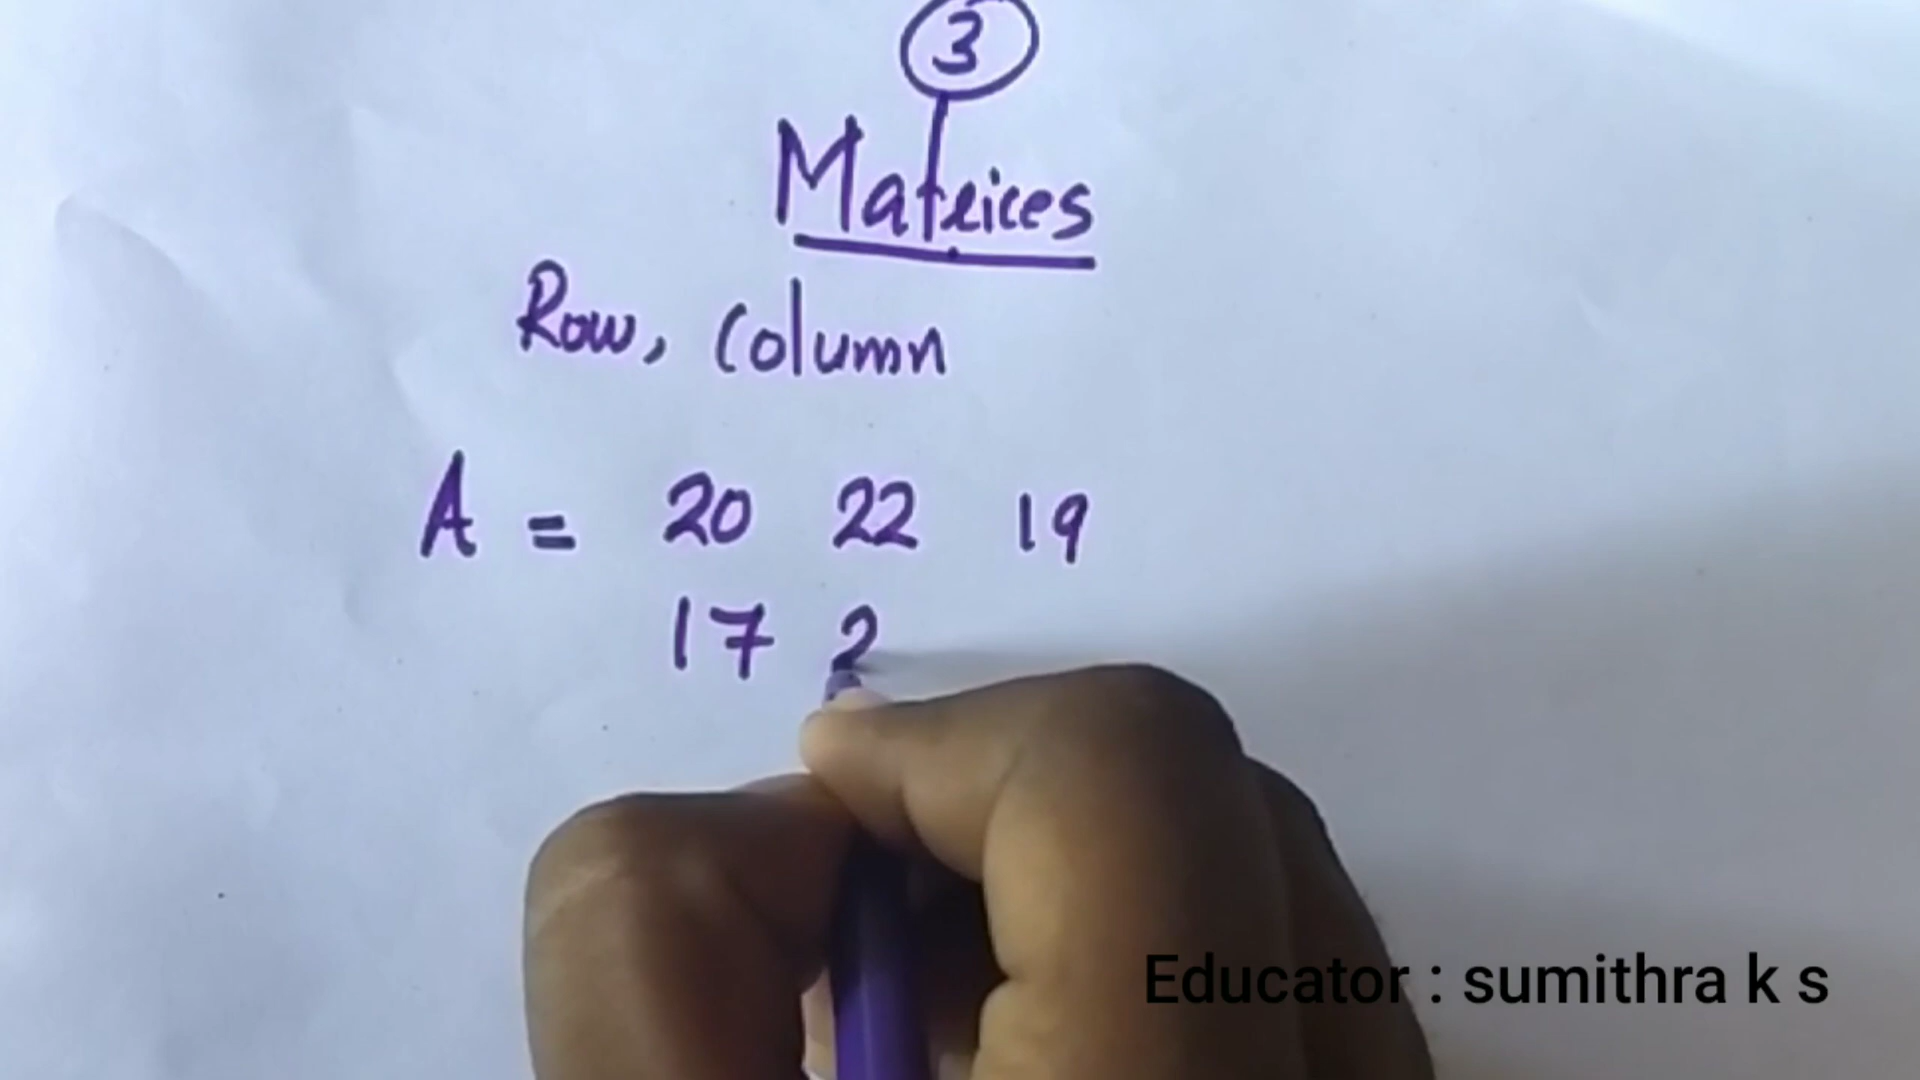 3
Matrices
Row, Column
A = 20 22 19
17 2
Educator : sumithra k s